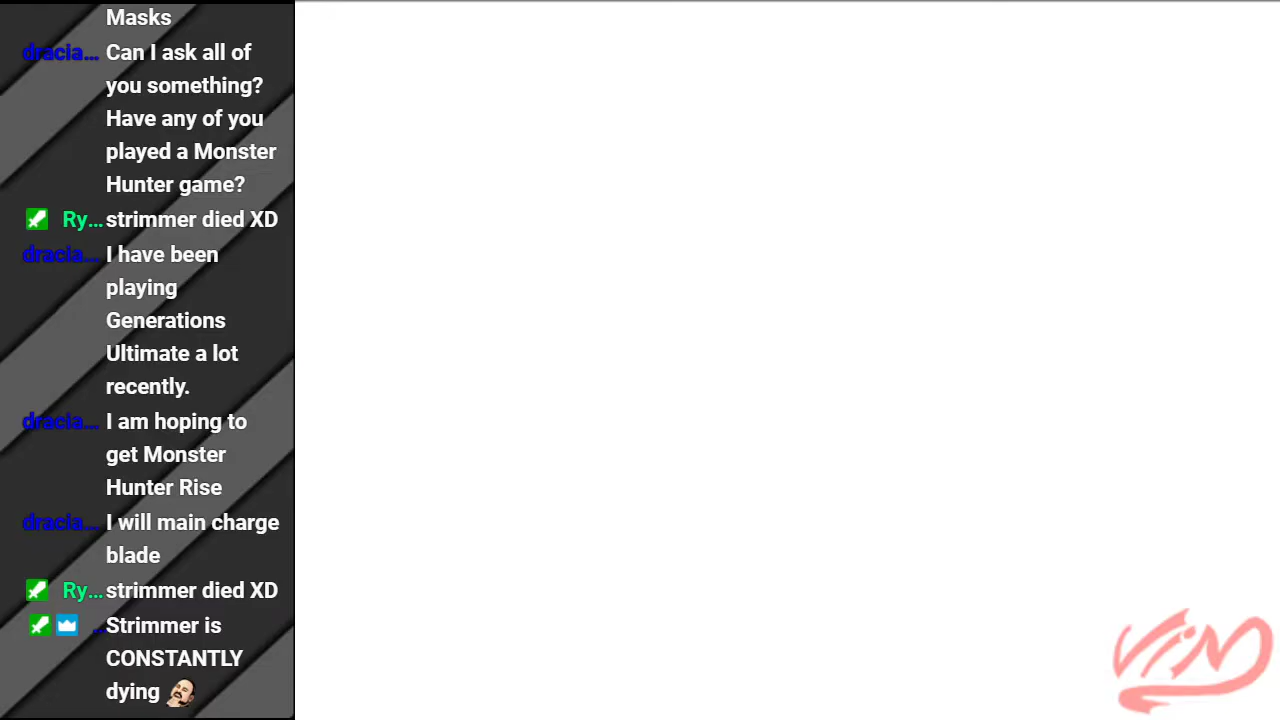 Masks
dracia... Can I ask all of
you something?
Have any of you
played a Monster
Hunter game?
Ry... strimmer died XD
dracia... I have been
playing
Generations
Ultimate a lot
recently.
dracia... I am hoping to
get Monster
Hunter Rise
dracia... I will main charge
blade
Ry... strimmer died XD
... Strimmer is
CONSTANTLY
dying
Vim